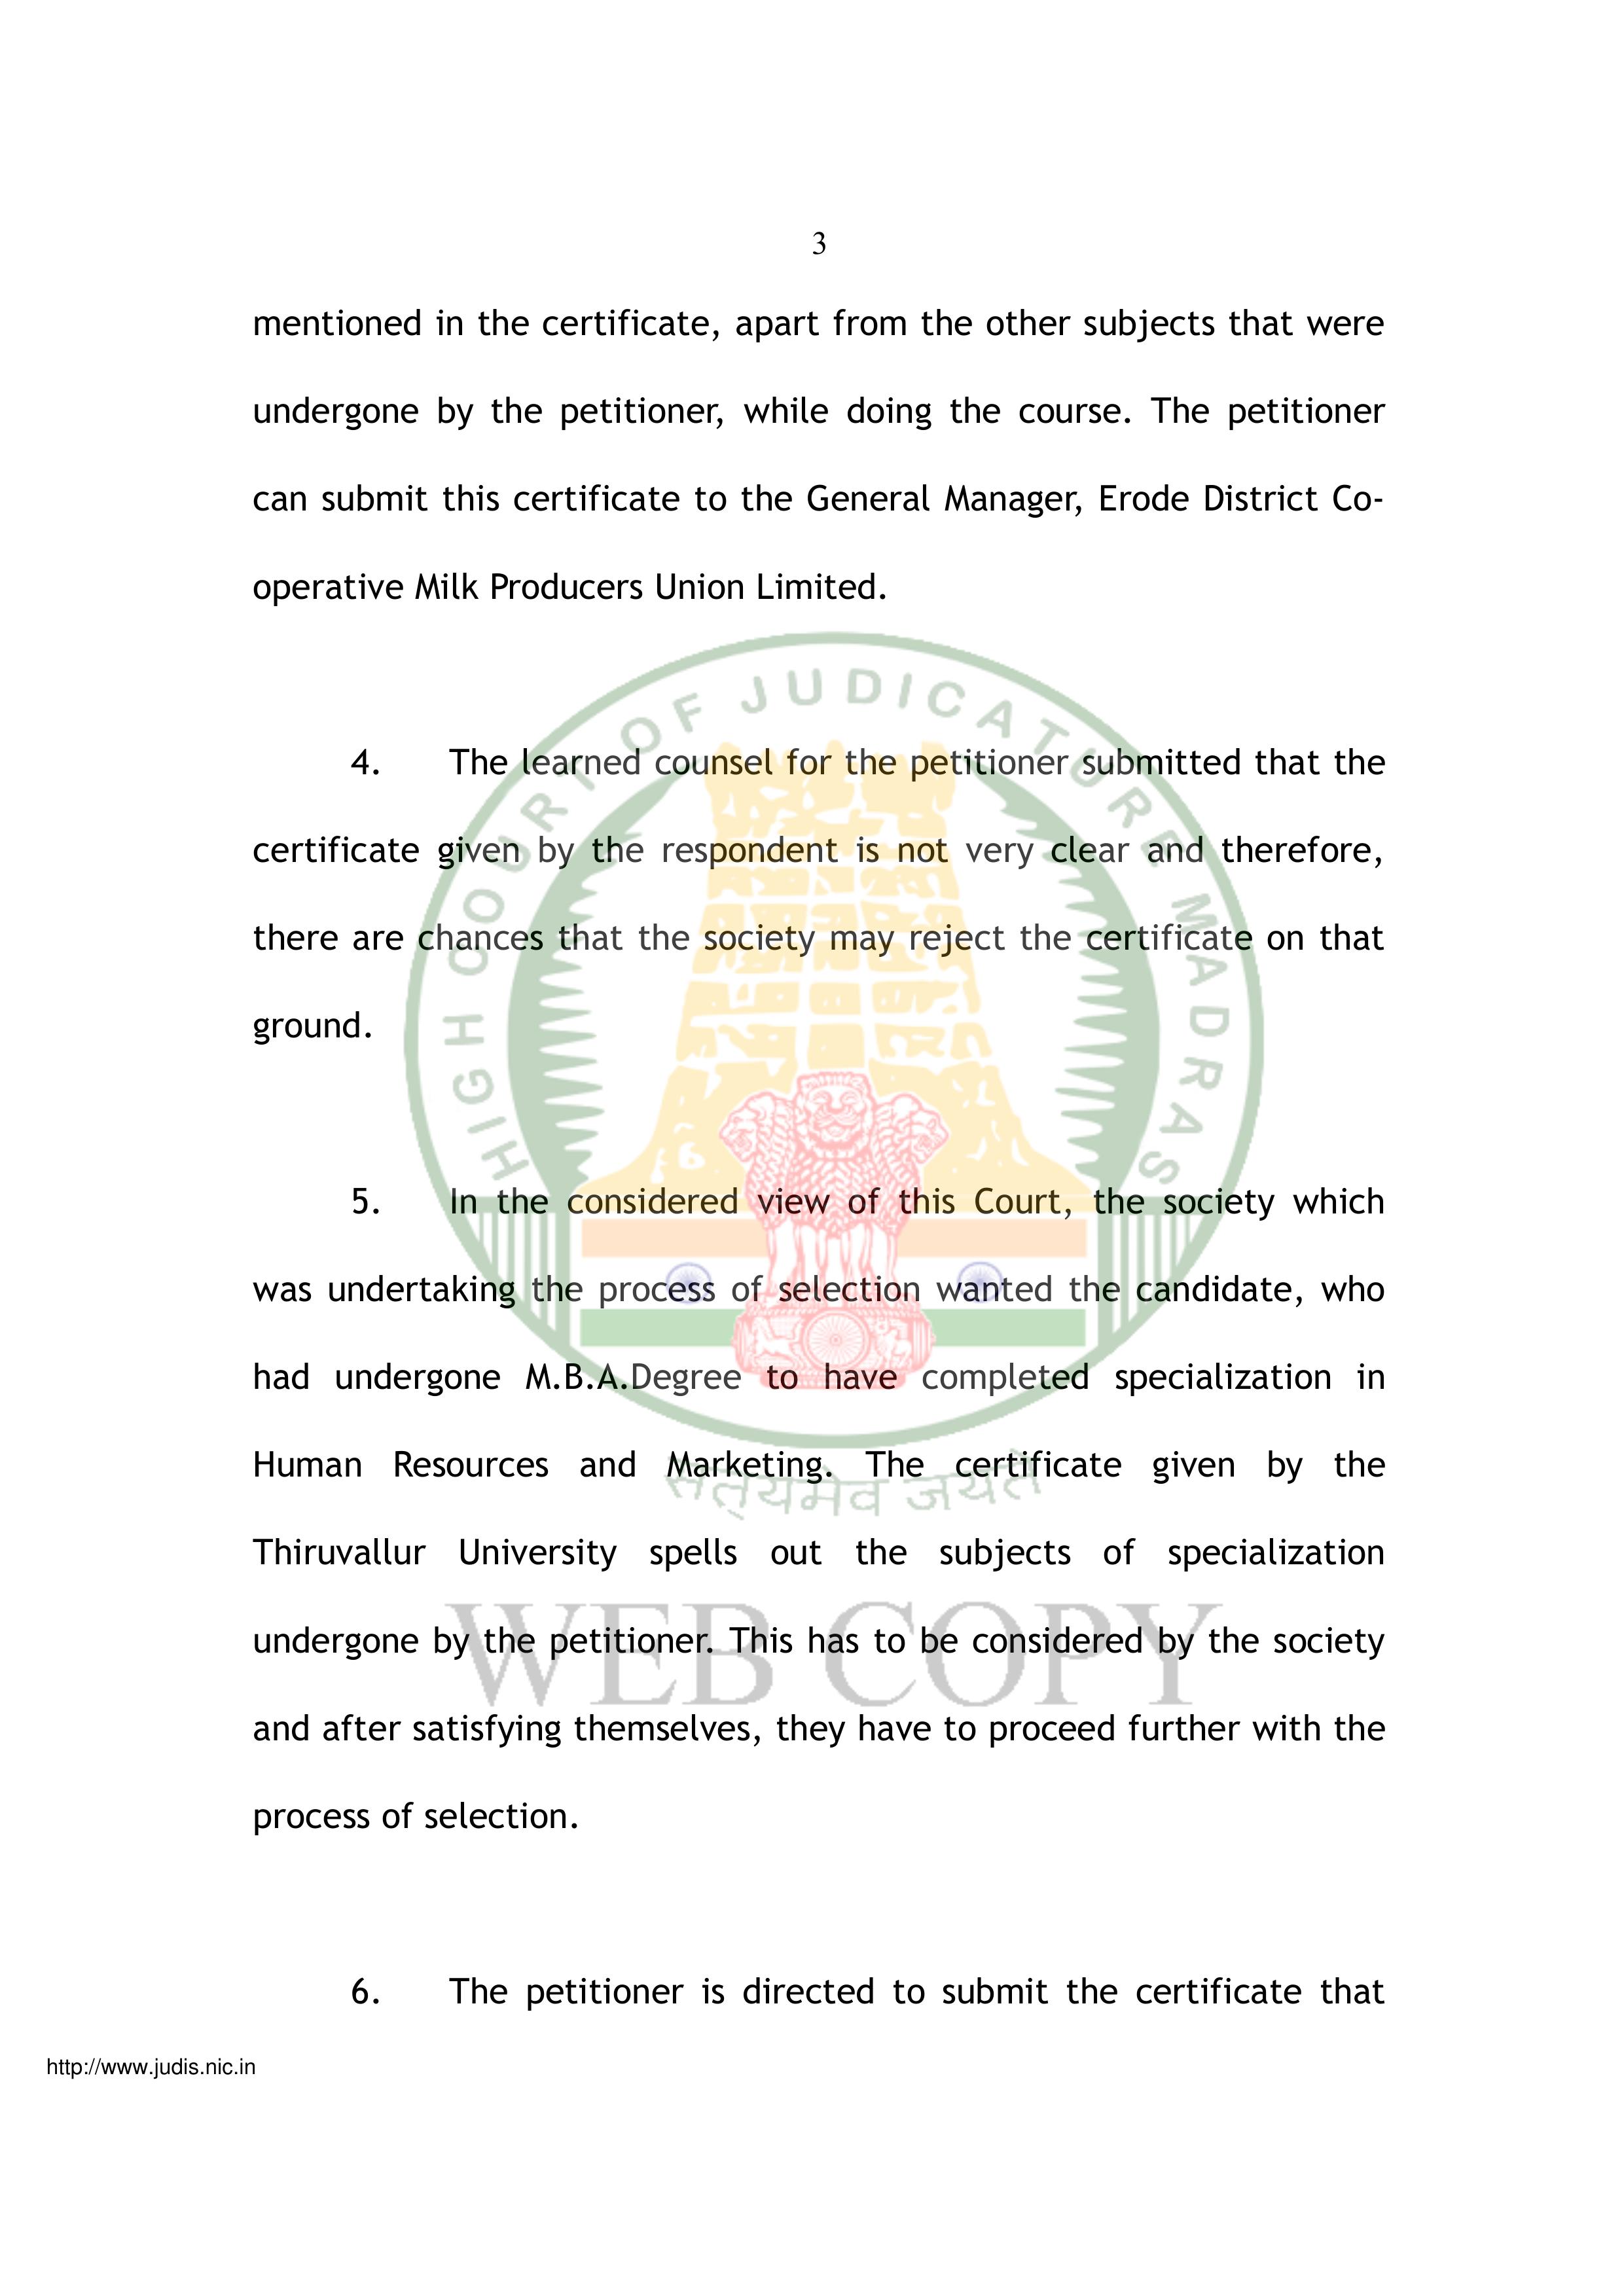 3
mentioned in the certificate, apart from the other subjects that were
undergone by the petitioner, while doing the course. The petitioner
can submit this certificate to the General Manager, Erode District Co-
operative Milk Producers Union Limited.
HIGH COURT OF JUDICATURE MADRAS
4. The learned counsel for the petitioner submitted that the
certificate given by the respondent is not very clear and therefore,
there are chances that the society may reject the certificate on that
ground.
5. In the considered view of this Court, the society which
was undertaking the process of selection wanted the candidate, who
had undergone M.B.A.Degree to have completed specialization in
Human Resources and Marketing. The certificate given by the
सत्यमेव जयते
Thiruvallur University spells out the subjects of specialization
WEB COPY
undergone by the petitioner. This has to be considered by the society
and after satisfying themselves, they have to proceed further with the
process of selection.
6. The petitioner is directed to submit the certificate that
http://www.judis.nic.in